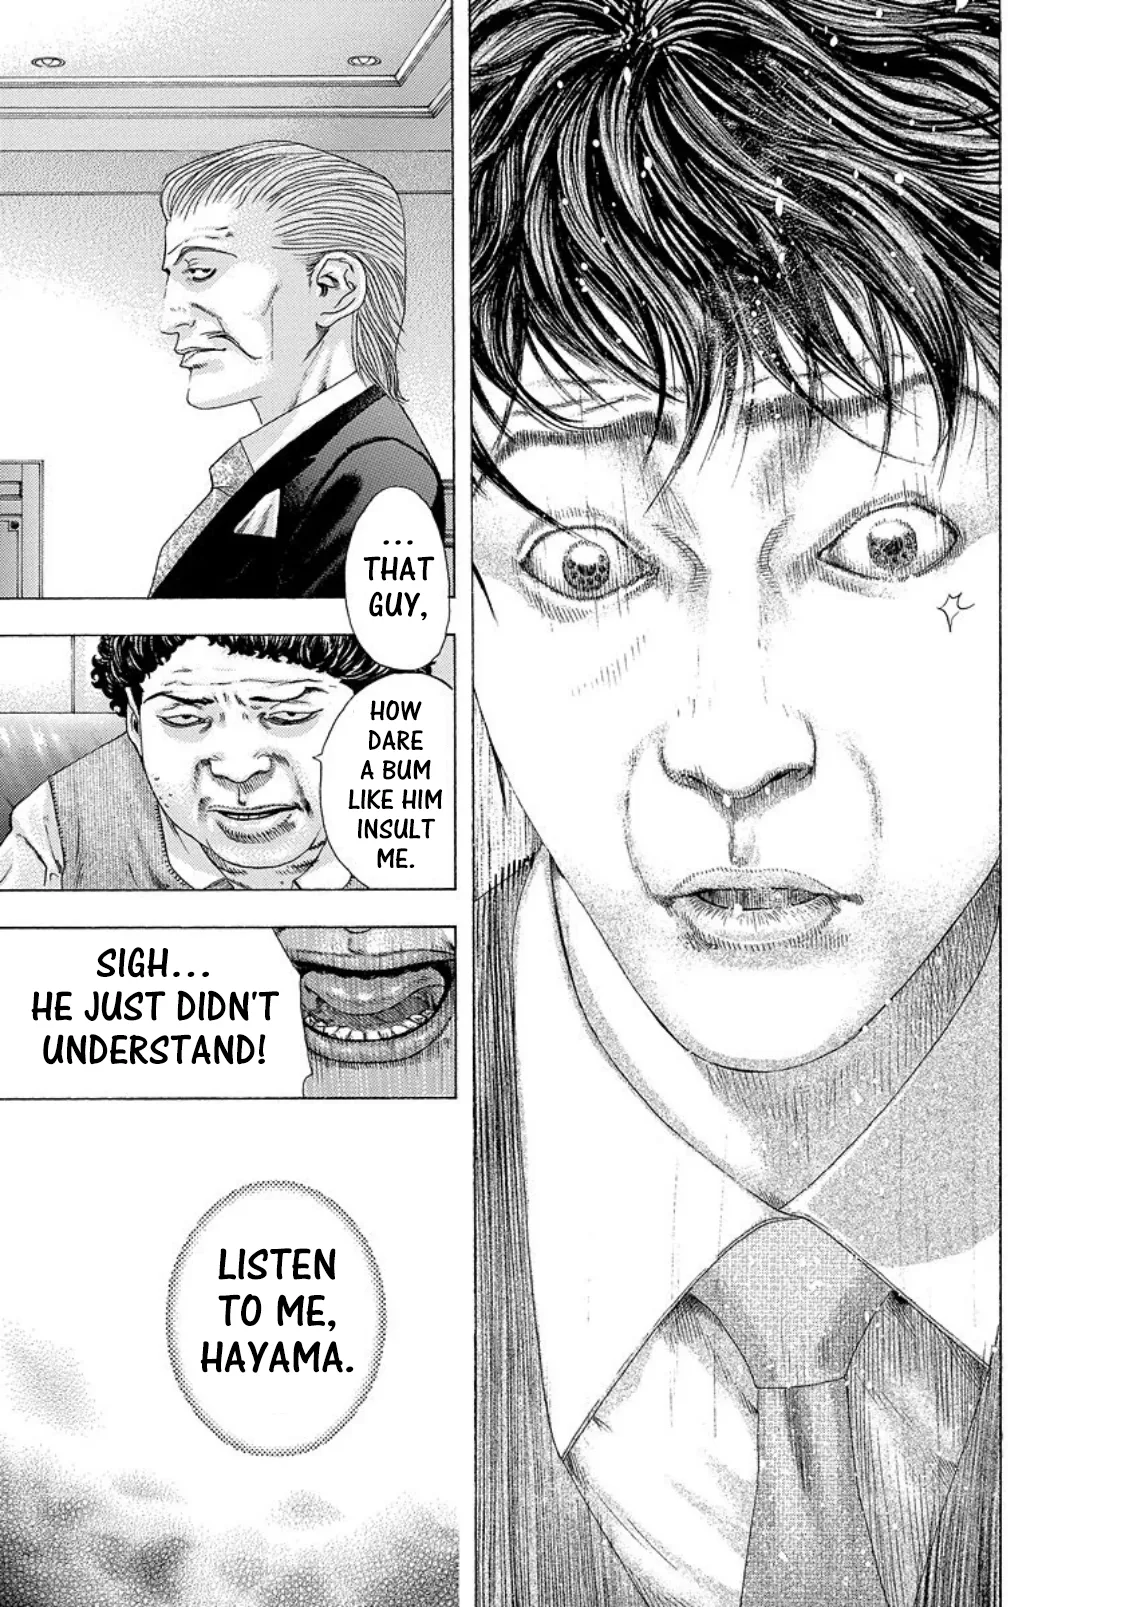 ...
THAT
GUY,
HOW
DARE
A BUM
LIKE HIM
INSULT
ME.
SIGH...
HE JUST DIDN'T
UNDERSTAND!
LISTEN
TO ME,
HAYAMA.